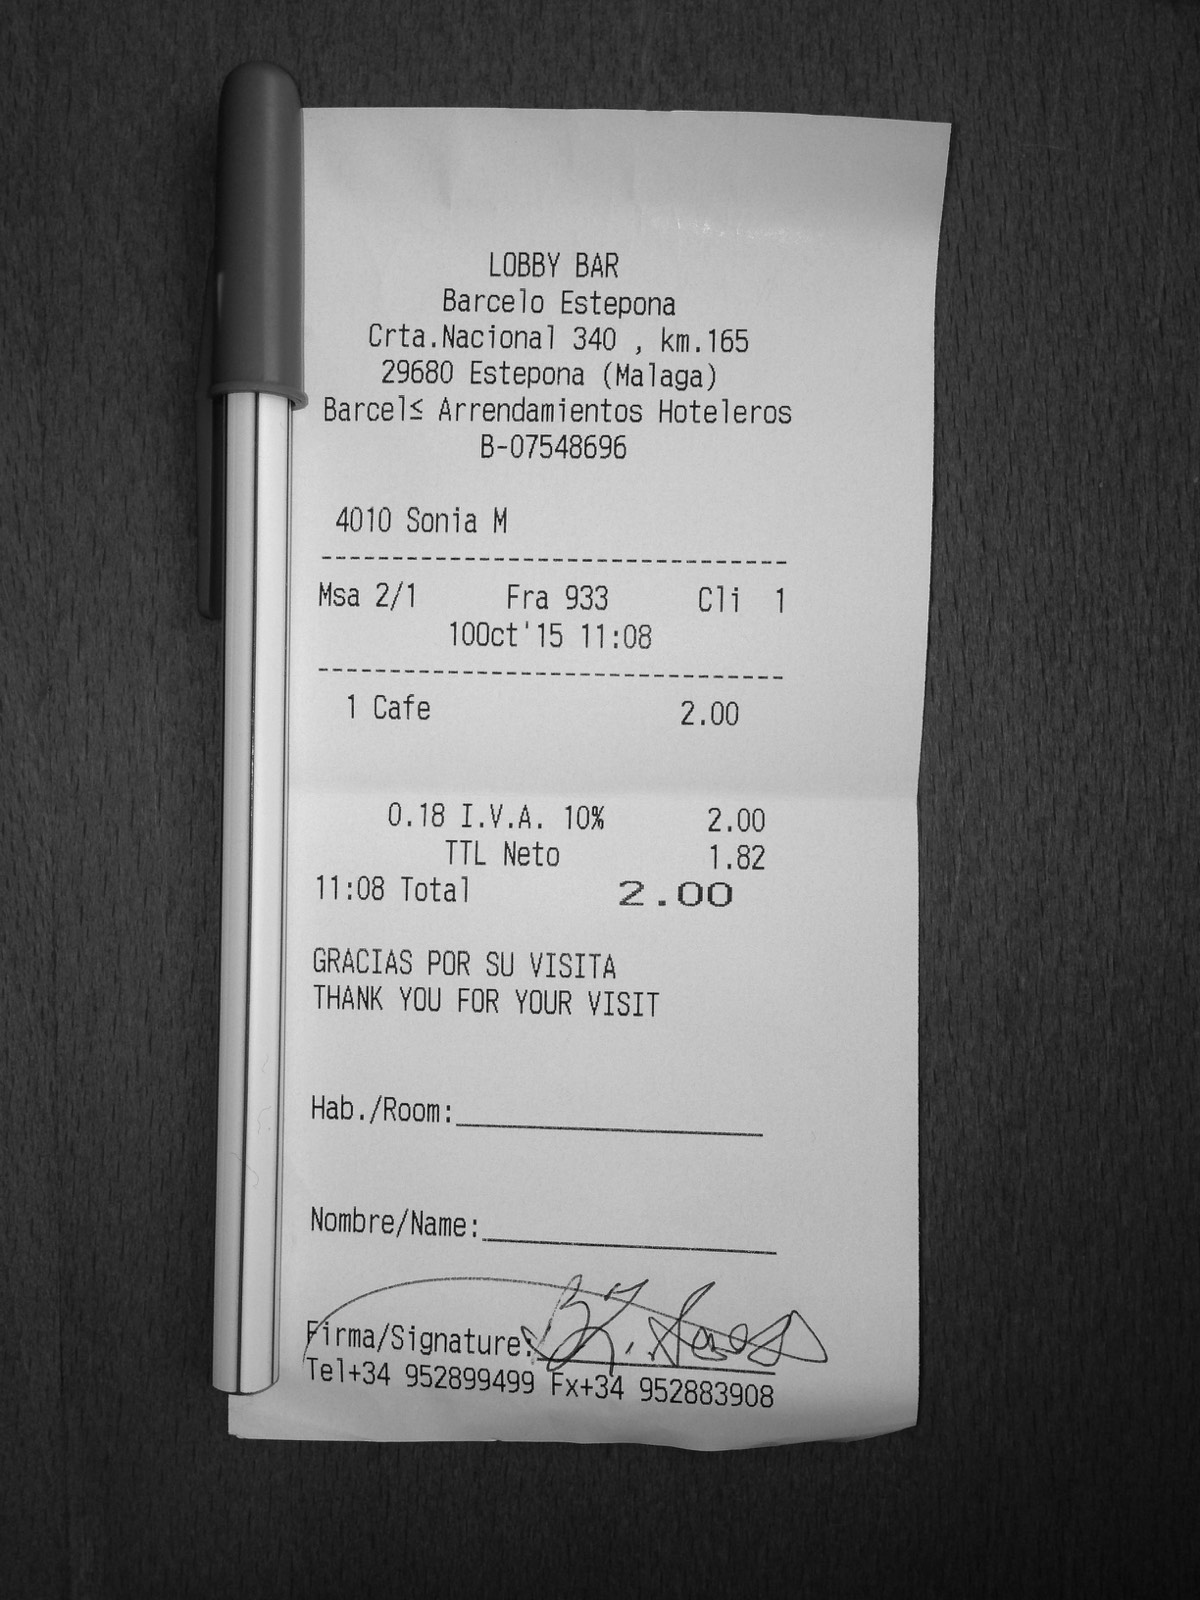 LOBBY BAR
Barcelo Estepona
Crta.Nacional 340 , km.165
29680 Estepona (Malaga)
Barcel≤ Arrendamientos Hoteleros
B-07548696
4010 Sonia M
--------------------------------
Msa 2/1 Fra 933 Cli 1
10Oct'15 11:08
--------------------------------
1 Cafe 2.00
0.18 I.V.A. 10% 2.00
TTL Neto 1.82
11:08 Total 2.00
GRACIAS POR SU VISITA
THANK YOU FOR YOUR VISIT
Hab./Room:
Nombre/Name:
Firma/Signature:
Tel+34 952899499 Fx+34 952883908